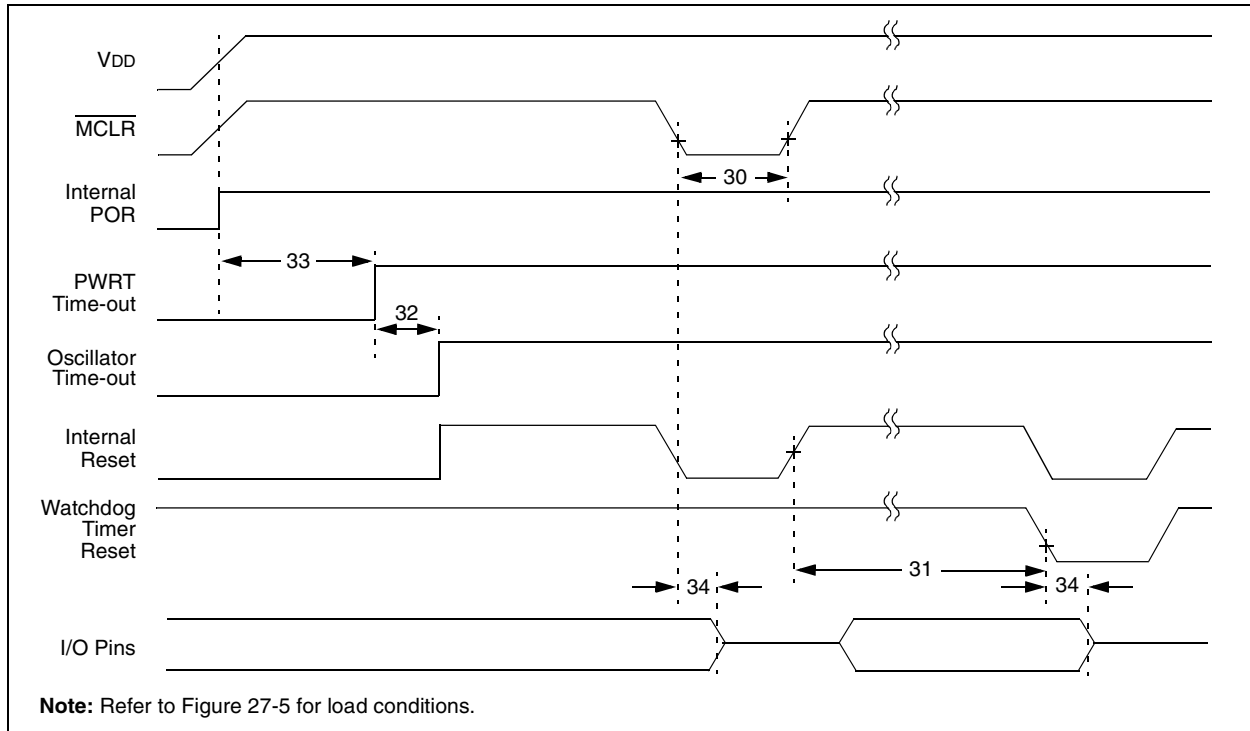 VDD
MCLR
30
Internal
POR
33
PWRT
Time-out
32
Oscillator
Time-out
Internal
Reset
Watchdog
Timer
Reset
31
34
34
I/O Pins
Note: Refer to Figure 27-5 for load conditions.